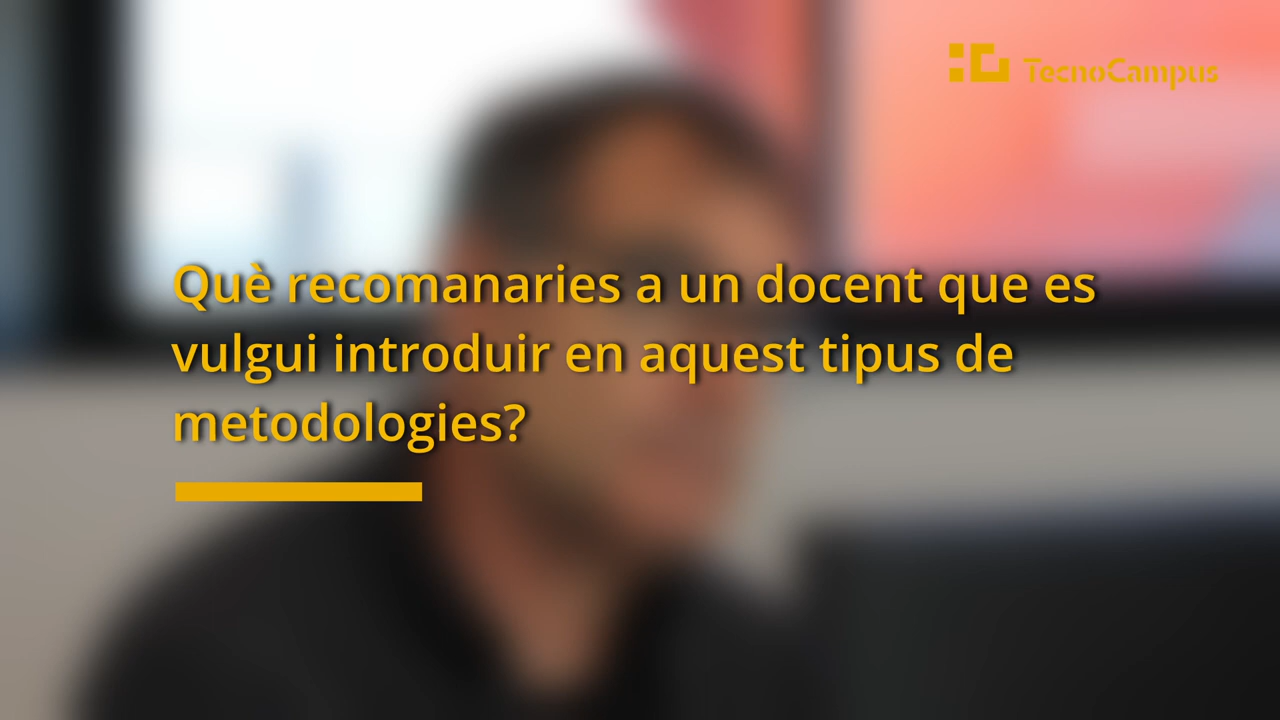 TecnoCampus
Què recomanaries a un docent que es
vulgui introduir en aquest tipus de
metodologies?